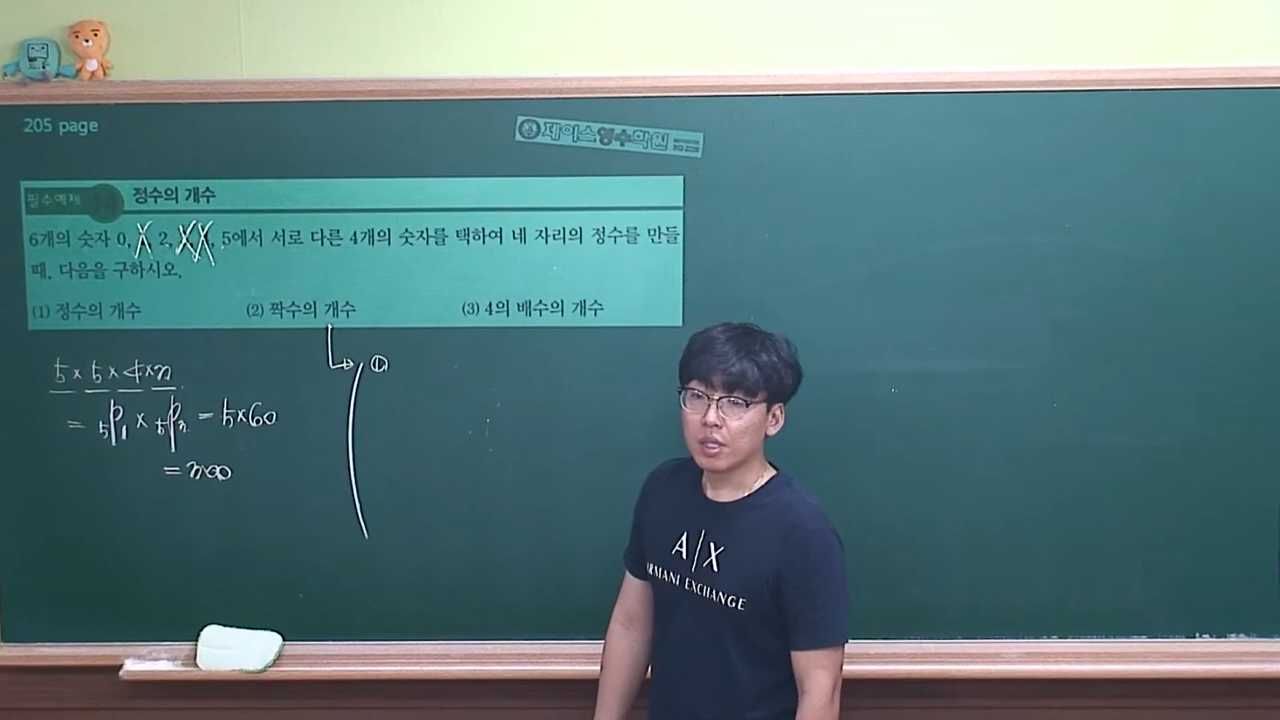 205 page
제이스영수학원
필수예제 정수의 개수
6개의 숫자 0, 2, 5에서 서로 다른 4개의 숫자를 택하여 네 자리의 정수를 만들
때, 다음을 구하시오.
(1) 정수의 개수 (2) 짝수의 개수 (3) 4의 배수의 개수
5 × 5 × 4 × 3 ①
= 5P1 × 5P3 = 5×60
= 300
A|X
ARMANI EXCHANGE